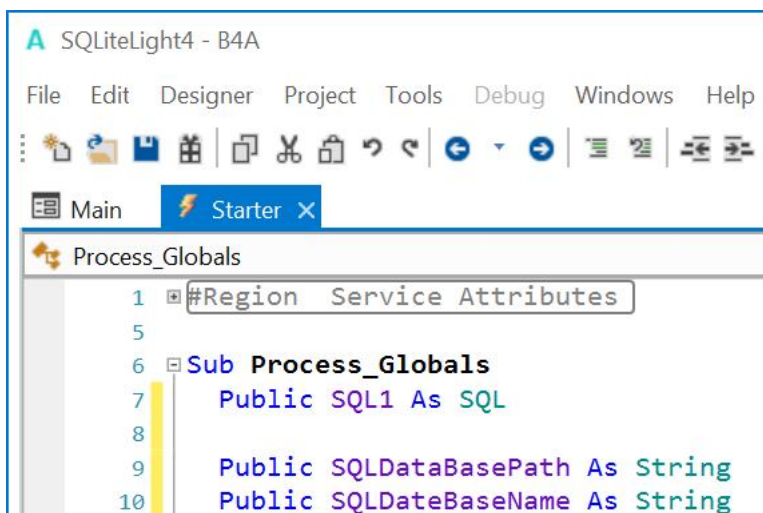 SQLiteLight4 - B4A
File Edit Designer Project Tools Debug Windows Help
Main Starter
Process_Globals
1 #Region  Service Attributes
5
6 Sub Process_Globals
7 Public SQL1 As SQL
8
9 Public SQLDataBasePath As String
10 Public SQLDateBaseName As String